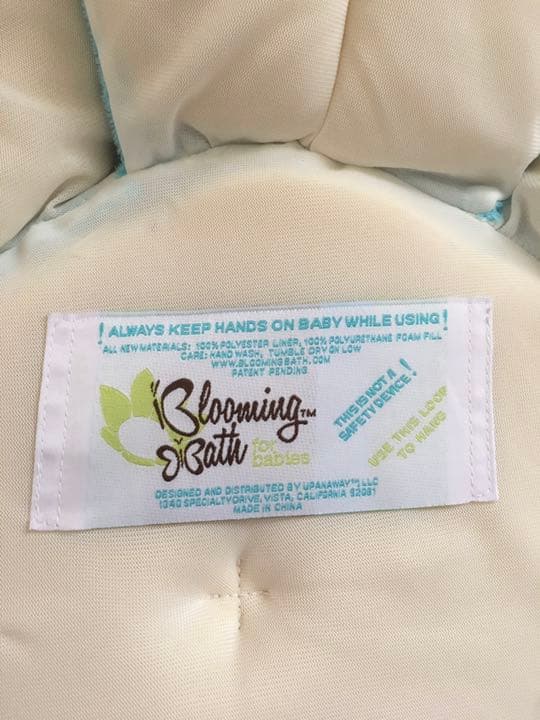 ! ALWAYS KEEP HANDS ON BABY WHILE USING !
ALL NEW MATERIALS: 100% POLYESTER LINER, 100% POLYURETHANE FOAM FILL
CARE: HAND WASH, TUMBLE DRY ON LOW
WWW.BLOOMINGBATH.COM
PATENT PENDING
Blooming™
Bath for
babies
THIS IS NOT A
SAFETY DEVICE!
USE THIS LOOP
TO HANG
DESIGNED AND DISTRIBUTED BY UPANAWAY™, LLC
1340 SPECIALTY DRIVE, VISTA, CALIFORNIA 92081
MADE IN CHINA